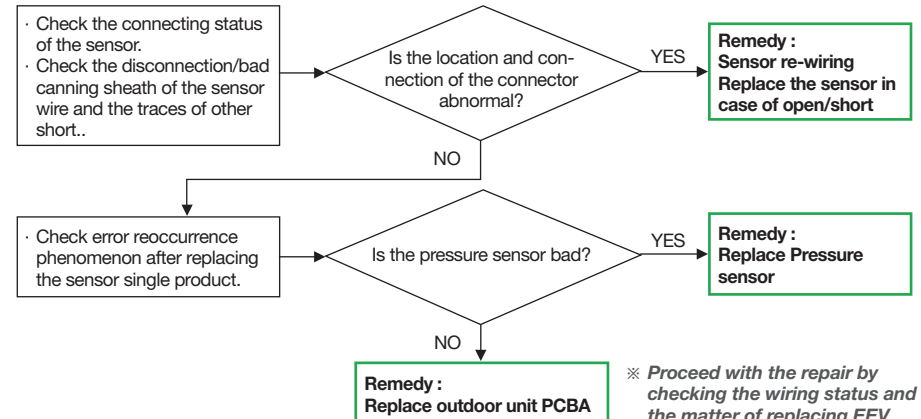 · Check the connecting status
of the sensor.
· Check the disconnection/bad
canning sheath of the sensor
wire and the traces of other
short..
Is the location and con-
nection of the connector
abnormal?
YES
Remedy :
Sensor re-wiring
Replace the sensor in
case of open/short
NO
· Check error reoccurrence
phenomenon after replacing
the sensor single product.
Is the pressure sensor bad?
YES
Remedy :
Replace Pressure
sensor
NO
Remedy :
Replace outdoor unit PCBA
※ Proceed with the repair by
checking the wiring status and
the matter of replacing EEV